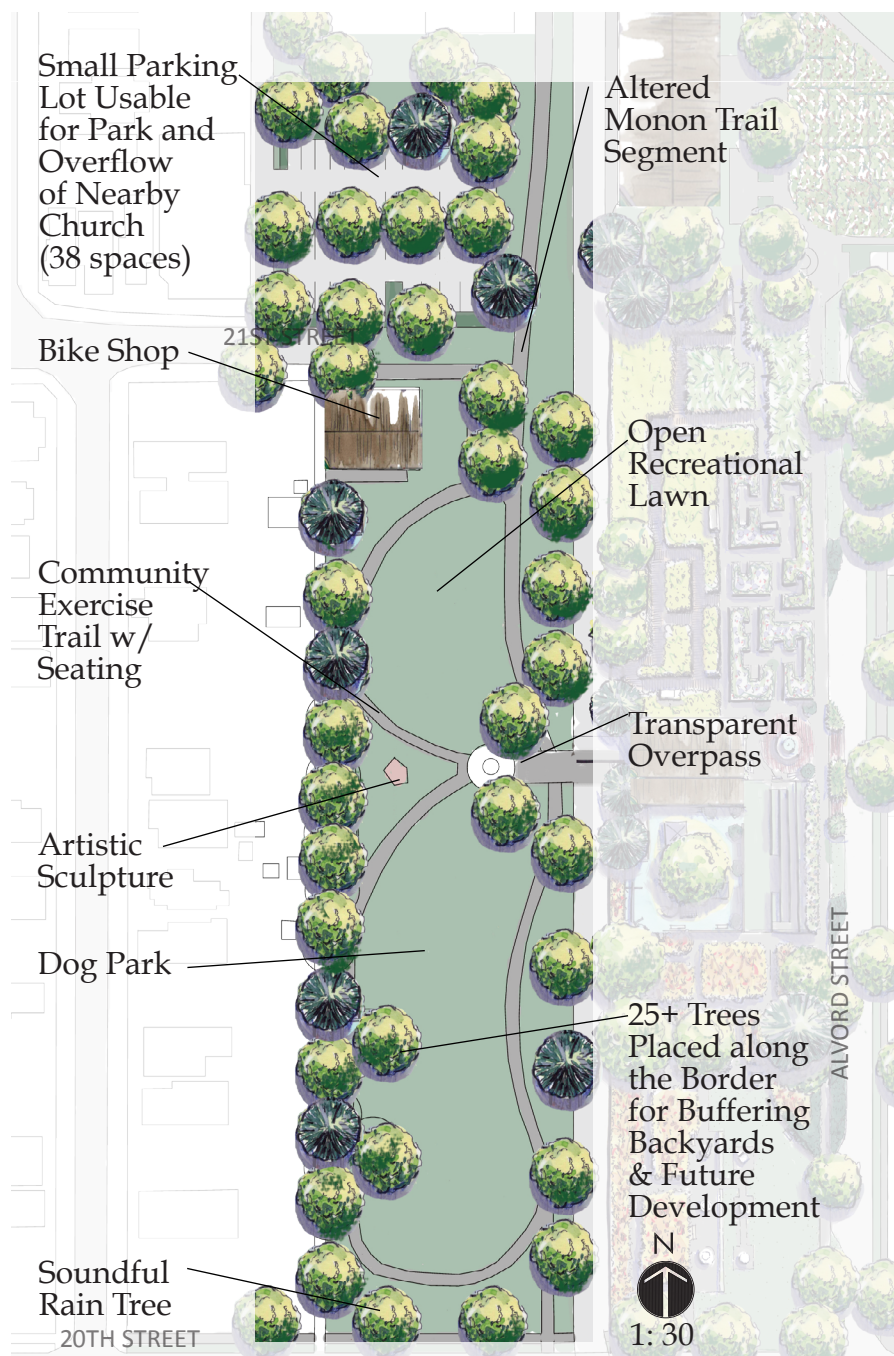 Small Parking
Lot Usable
for Park and
Overflow
of Nearby
Church
(38 spaces)
Altered
Monon Trail
Segment
21ST STREET
Bike Shop
Open
Recreational
Lawn
Community
Exercise
Trail w/
Seating
Transparent
Overpass
Artistic
Sculpture
Dog Park
ALVORD STREET
25+ Trees
Placed along
the Border
for Buffering
Backyards
& Future
Development
N
1: 30
Soundful
Rain Tree
20TH STREET